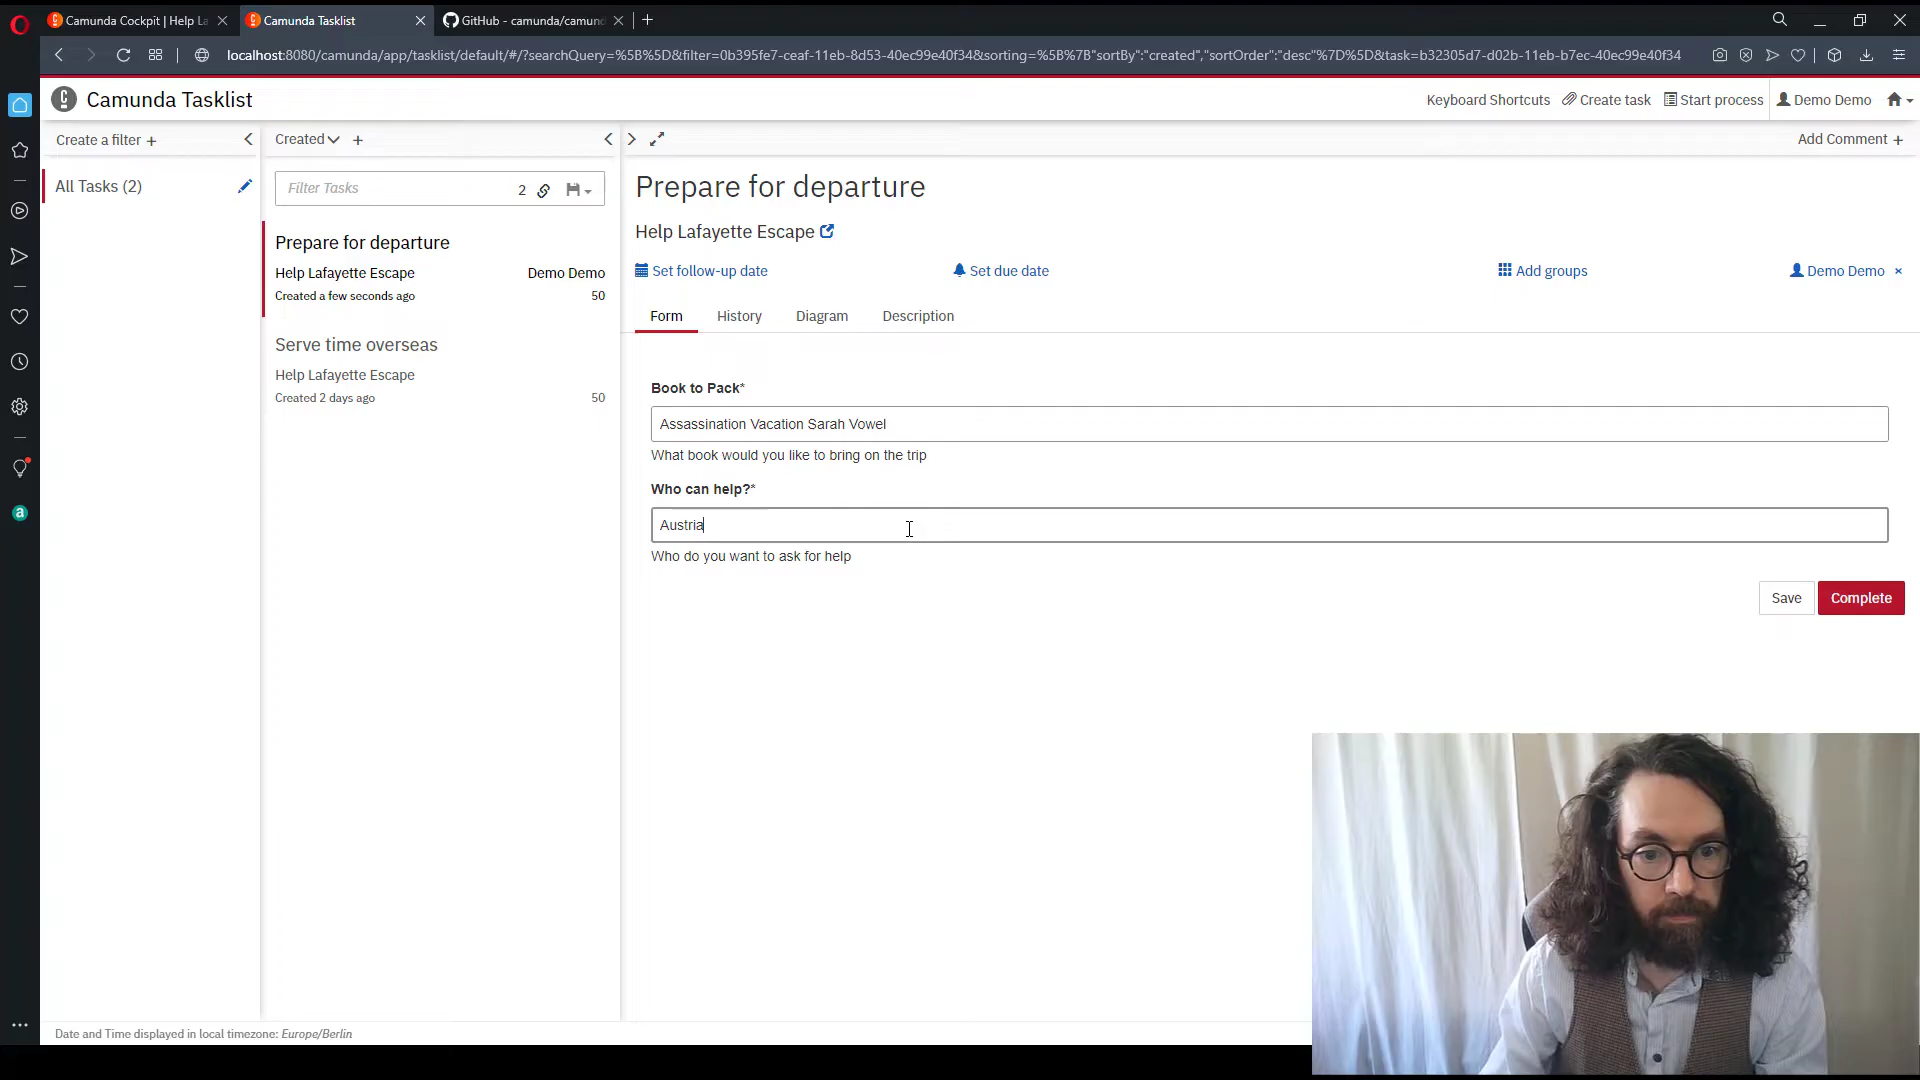 Camunda Cockpit | Help La
Camunda Tasklist
GitHub - camunda/camund
localhost:8080/camunda/app/tasklist/default/#/?searchQuery=%5B%5D&filter=0b395fe7-ceaf-11eb-8d53-40ec99e40f34&sorting=%5B%7B"sortBy":"created","sortOrder":"desc"%7D%5D&task=b32305d7-d02b-11eb-b7ec-40ec99e40f34
Camunda Tasklist
Keyboard Shortcuts
Create task
Start process
Demo Demo
Create a filter +
Created
+
Add Comment +
All Tasks (2)
Filter Tasks
2
Prepare for departure
Help Lafayette Escape
Demo Demo
Created a few seconds ago
50
Serve time overseas
Help Lafayette Escape
Created 2 days ago
50
Prepare for departure
Help Lafayette Escape
Set follow-up date
Set due date
Add groups
Demo Demo ×
Form
History
Diagram
Description
Book to Pack*
Assassination Vacation Sarah Vowel
What book would you like to bring on the trip
Who can help?*
Austria
Who do you want to ask for help
Save
Complete
a
Date and Time displayed in local timezone: Europe/Berlin